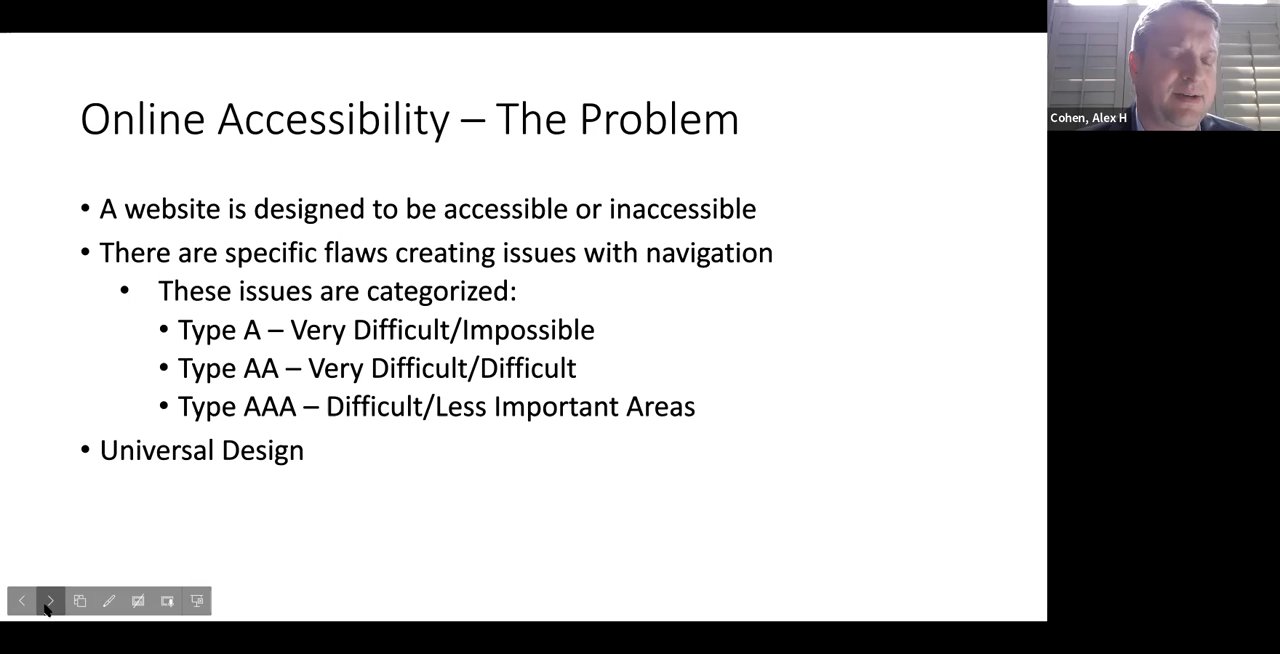 Online Accessibility – The Problem
• A website is designed to be accessible or inaccessible
• There are specific flaws creating issues with navigation
• These issues are categorized:
• Type A – Very Difficult/Impossible
• Type AA – Very Difficult/Difficult
• Type AAA – Difficult/Less Important Areas
• Universal Design
Cohen, Alex H